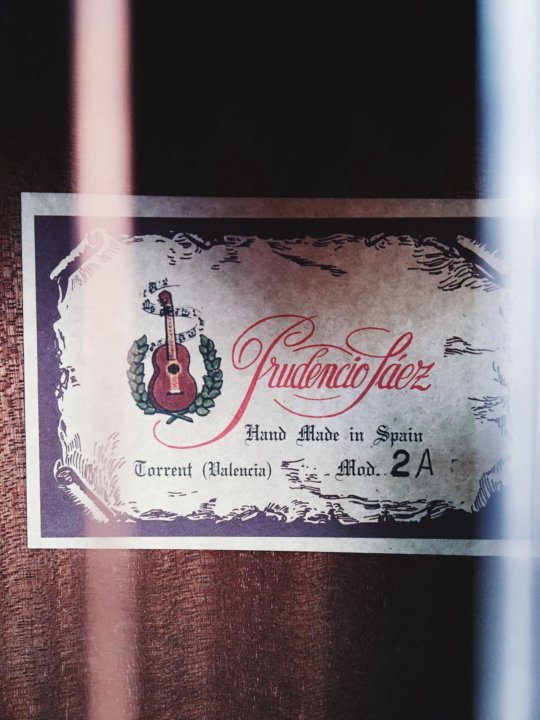 Prudencio Sáez
Hand Made in Spain
Torrent (Valencia) Mod. 2A